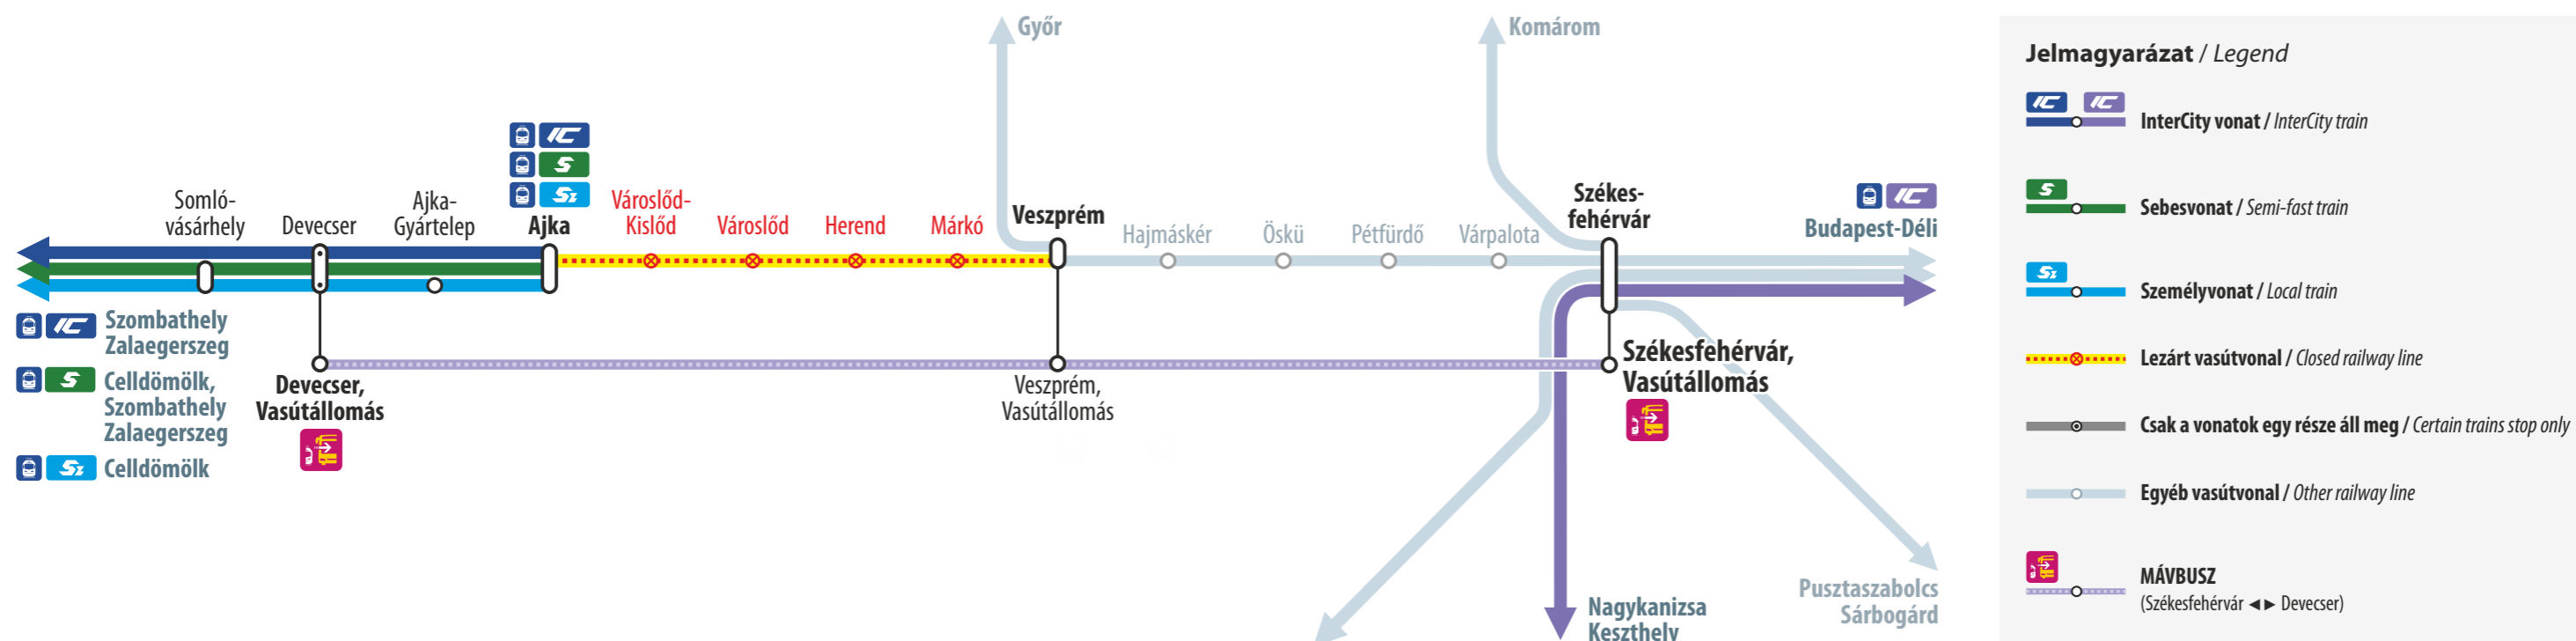 Győr
Komárom
IC
S
Sz
Somló-
vásárhely
Devecser
Ajka-
Gyártelep
Ajka
Városlőd-
Kislőd
Városlőd
Herend
Márkó
Veszprém
Hajmáskér
Öskü
Pétfürdő
Várpalota
Székes-
fehérvár
IC
Budapest-Déli
IC Szombathely
Zalaegerszeg
S Celldömölk,
Szombathely
Zalaegerszeg
Sz Celldömölk
Devecser,
Vasútállomás
Veszprém,
Vasútállomás
Székesfehérvár,
Vasútállomás
Nagykanizsa
Keszthely
Pusztaszabolcs
Sárbogárd
Jelmagyarázat / Legend
IC IC
InterCity vonat / InterCity train
S
Sebesvonat / Semi-fast train
Sz
Személyvonat / Local train
Lezárt vasútvonal / Closed railway line
Csak a vonatok egy része áll meg / Certain trains stop only
Egyéb vasútvonal / Other railway line
MÁVBUSZ
(Székesfehérvár ◄► Devecser)